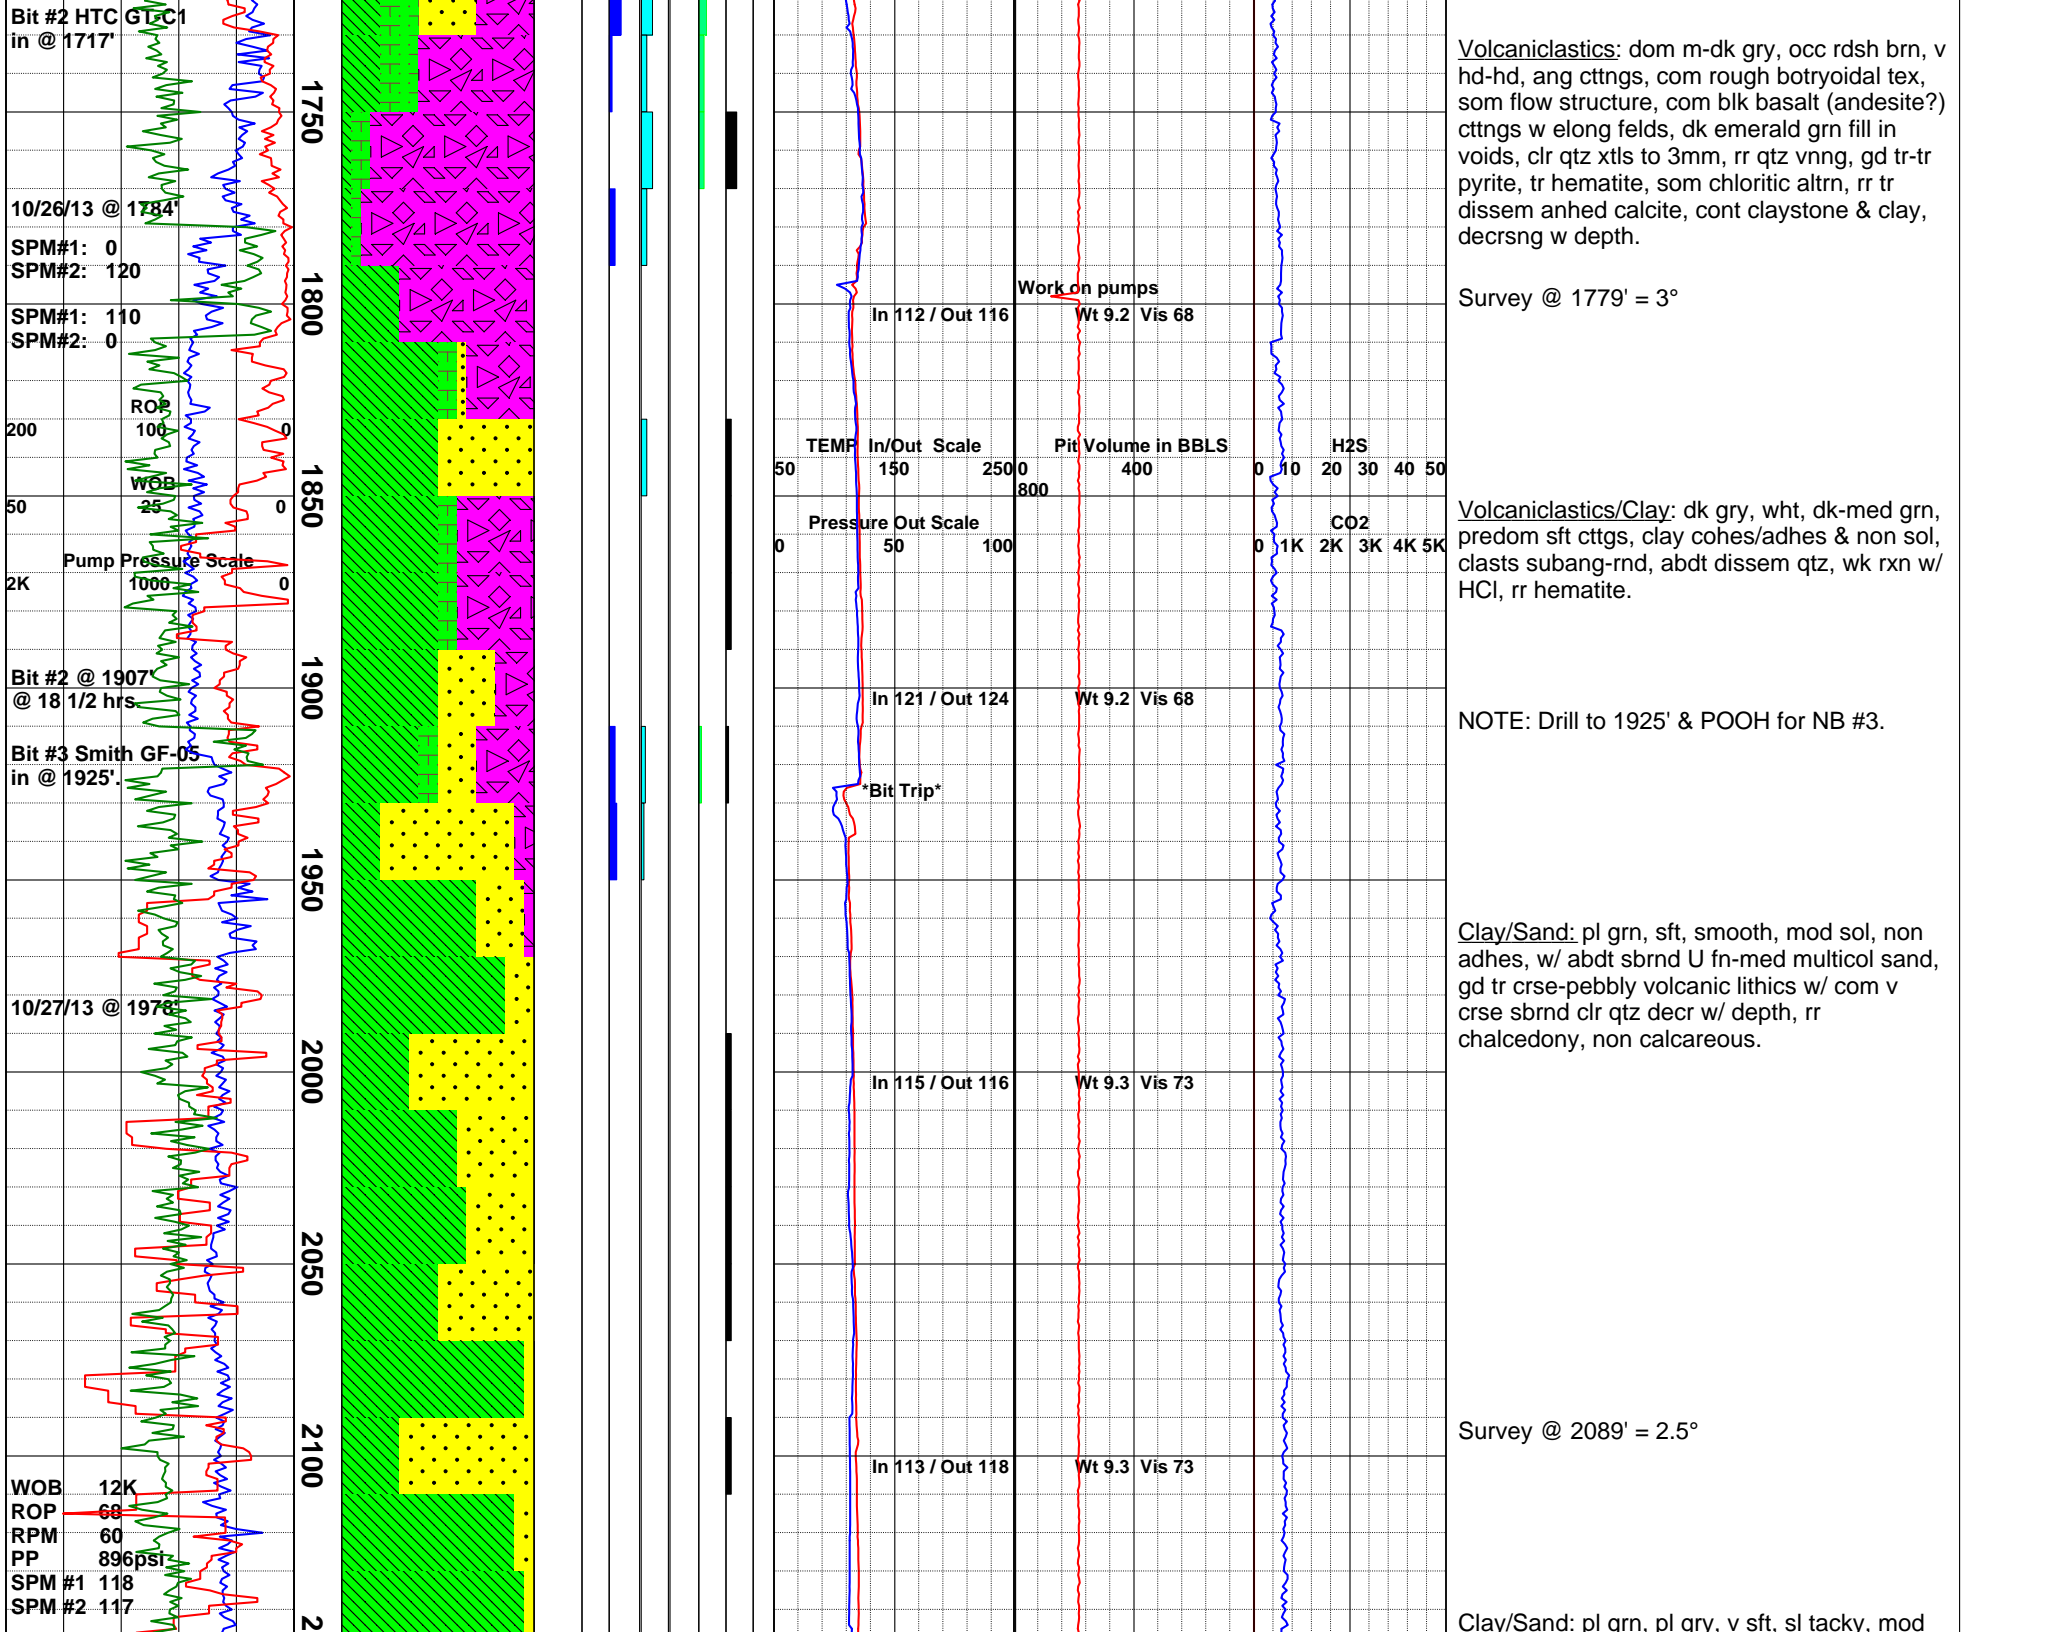 Bit #2 HTC GT-C1
in @ 1717'
1750
10/26/13 @ 1784'
SPM#1: 0
SPM#2: 120
1800
SPM#1: 110
SPM#2: 0
ROP
200 100 0
WOB
50 25 0
1850
Pump Pressure Scale
2K 1000 0
Bit #2 @ 1907'
@ 18 1/2 hrs.
1900
Bit #3 Smith GF-05
in @ 1925'.
1950
10/27/13 @ 1978'
2000
2050
2100
WOB 12K
ROP 68
RPM 60
PP 896psi
SPM #1 118
SPM #2 117
2
Work on pumps
In 112 / Out 116
Wt 9.2 Vis 68
TEMP In/Out Scale
50 150 250
Pit Volume in BBLS
0 400
800
H2S
0 10 20 30 40 50
Pressure Out Scale
0 50 100
CO2
0 1K 2K 3K 4K 5K
In 121 / Out 124
Wt 9.2 Vis 68
*Bit Trip*
In 115 / Out 116
Wt 9.3 Vis 73
In 113 / Out 118
Wt 9.3 Vis 73
Volcaniclastics: dom m-dk gry, occ rdsh brn, v
hd-hd, ang cttngs, com rough botryoidal tex,
som flow structure, com blk basalt (andesite?)
cttngs w elong felds, dk emerald grn fill in
voids, clr qtz xtls to 3mm, rr qtz vnng, gd tr-tr
pyrite, tr hematite, som chloritic altrn, rr tr
dissem anhed calcite, cont claystone & clay,
decrsng w depth.
Survey @ 1779' = 3°
Volcaniclastics/Clay: dk gry, wht, dk-med grn,
predom sft cttgs, clay cohes/adhes & non sol,
clasts subang-rnd, abdt dissem qtz, wk rxn w/
HCl, rr hematite.
NOTE: Drill to 1925' & POOH for NB #3.
Clay/Sand: pl grn, sft, smooth, mod sol, non
adhes, w/ abdt sbrnd U fn-med multicol sand,
gd tr crse-pebbly volcanic lithics w/ com v
crse sbrnd clr qtz decr w/ depth, rr
chalcedony, non calcareous.
Survey @ 2089' = 2.5°
Clay/Sand: pl grn, pl gry, v sft, sl tacky, mod